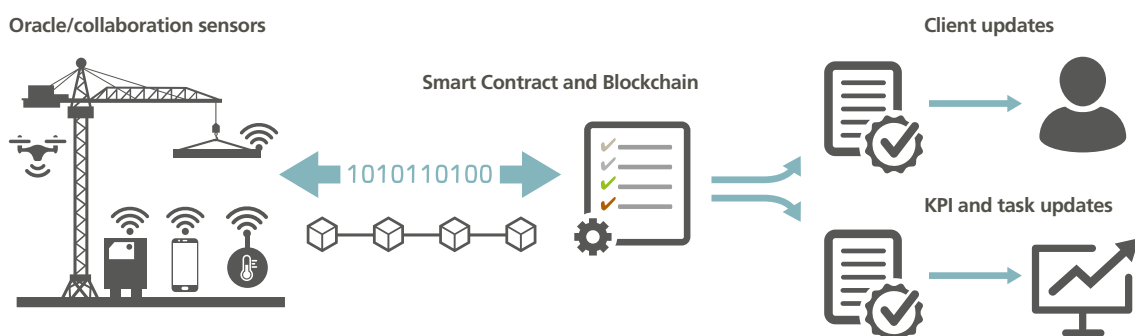 Oracle/collaboration sensors
Client updates
Smart Contract and Blockchain
1010110100
KPI and task updates